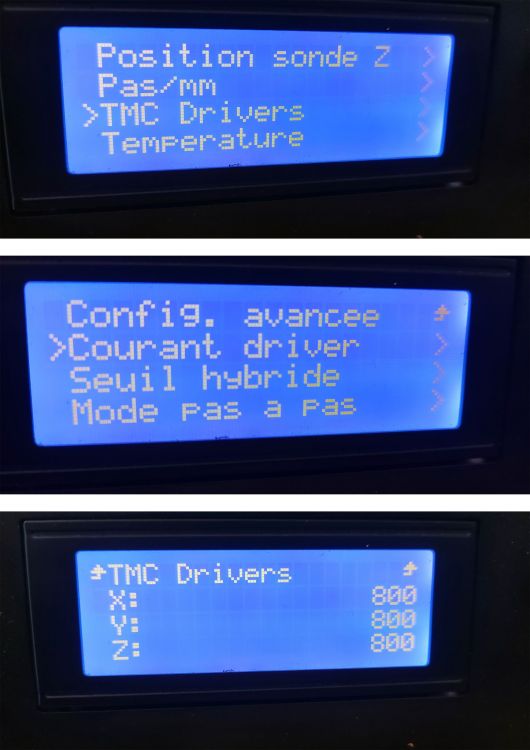 Position sonde Z >
Pas/mm >
>TMC Drivers >
Temperature >
Config. avancee
>Courant driver >
Seuil hybride >
Mode pas a pas >
TMC Drivers
X: 800
Y: 800
Z: 800